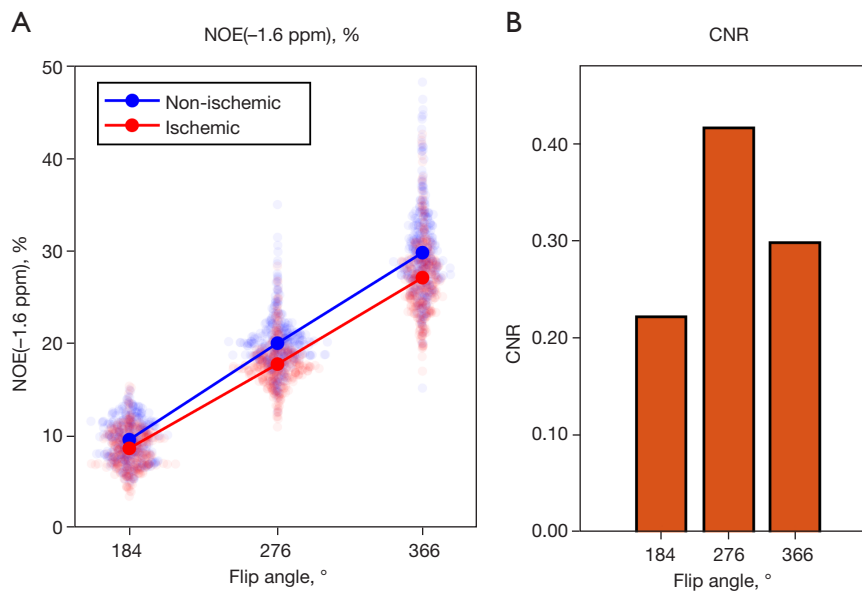 A
NOE(–1.6 ppm), %
50
40
30
20
10
0
NOE(–1.6 ppm), %
Non-ischemic
Ischemic
184
276
366
Flip angle, °
B
CNR
0.40
0.30
0.20
0.10
0.00
CNR
184
276
366
Flip angle, °